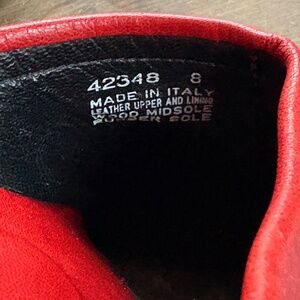 42348 8
MADE IN ITALY
LEATHER UPPER AND LINING
WOOD MIDSOLE
RUBBER SOLE